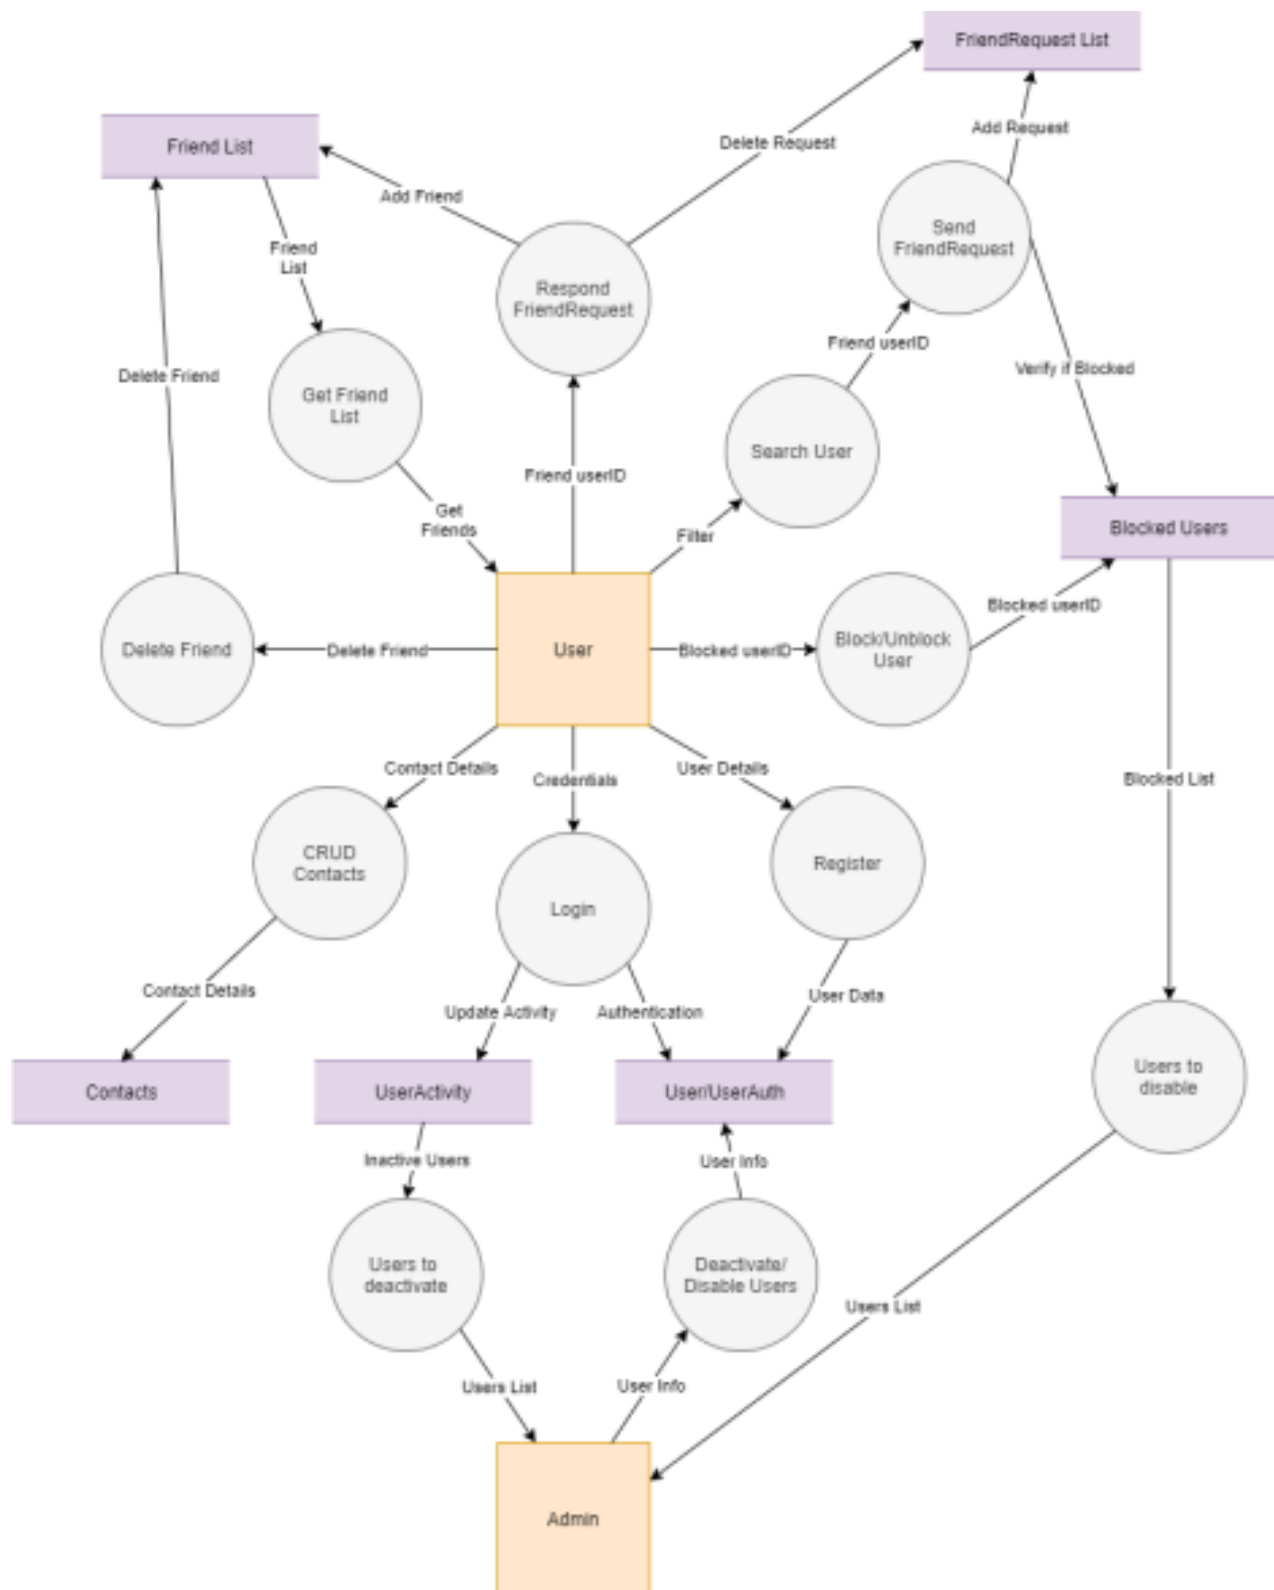 FriendRequest List
Add Request
Delete Request
Friend List
Add Friend
Send
FriendRequest
Friend
List
Respond
FriendRequest
Friend userID
Verify if Blocked
Delete Friend
Get Friend
List
Search User
Friend userID
Get
Friends
Filter
Blocked Users
Blocked userID
Delete Friend
Delete Friend
User
Blocked userID
Block/Unblock
User
Contact Details
Credentials
User Details
Blocked List
CRUD
Contacts
Login
Register
Contact Details
Update Activity
Authentication
User Data
Contacts
UserActivity
User/UserAuth
Users to
disable
Inactive Users
User Info
Users to
deactivate
Deactivate/
Disable Users
Users List
Users List
User Info
Admin